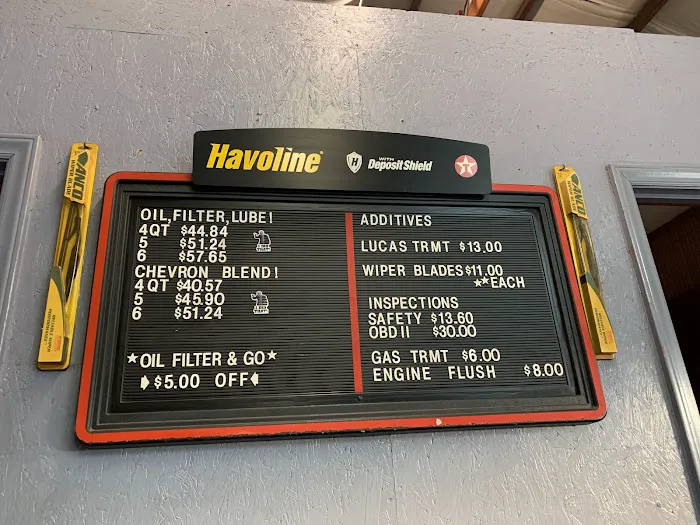 Havoline
H
WITH
DepositShield
OIL,FILTER,LUBE!
4QT $44.84
5 $51.24
6 $57.65
CHEVRON BLEND!
4QT $40.57
5 $45.90
6 $51.24
★OIL FILTER & GO★
$5.00 OFF
ADDITIVES
LUCAS TRMT $13.00
WIPER BLADES $11.00
★★EACH
INSPECTIONS
SAFETY $13.60
OBD II $30.00
GAS TRMT $6.00
ENGINE FLUSH $8.00
ANCO
WIPER BLADE
ANCO